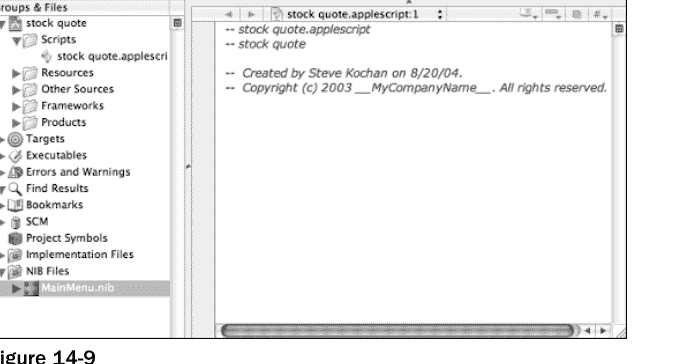 roups & Files
stock quote
Scripts
stock quote.applescri
Resources
Other Sources
Frameworks
Products
Targets
Executables
Errors and Warnings
Find Results
Bookmarks
SCM
Project Symbols
Implementation Files
NIB Files
MainMenu.nib
stock quote.applescript:1
#
-- stock quote.applescript
-- stock quote
-- Created by Steve Kochan on 8/20/04.
-- Copyright (c) 2003 __MyCompanyName__. All rights reserved.
igure 14-9